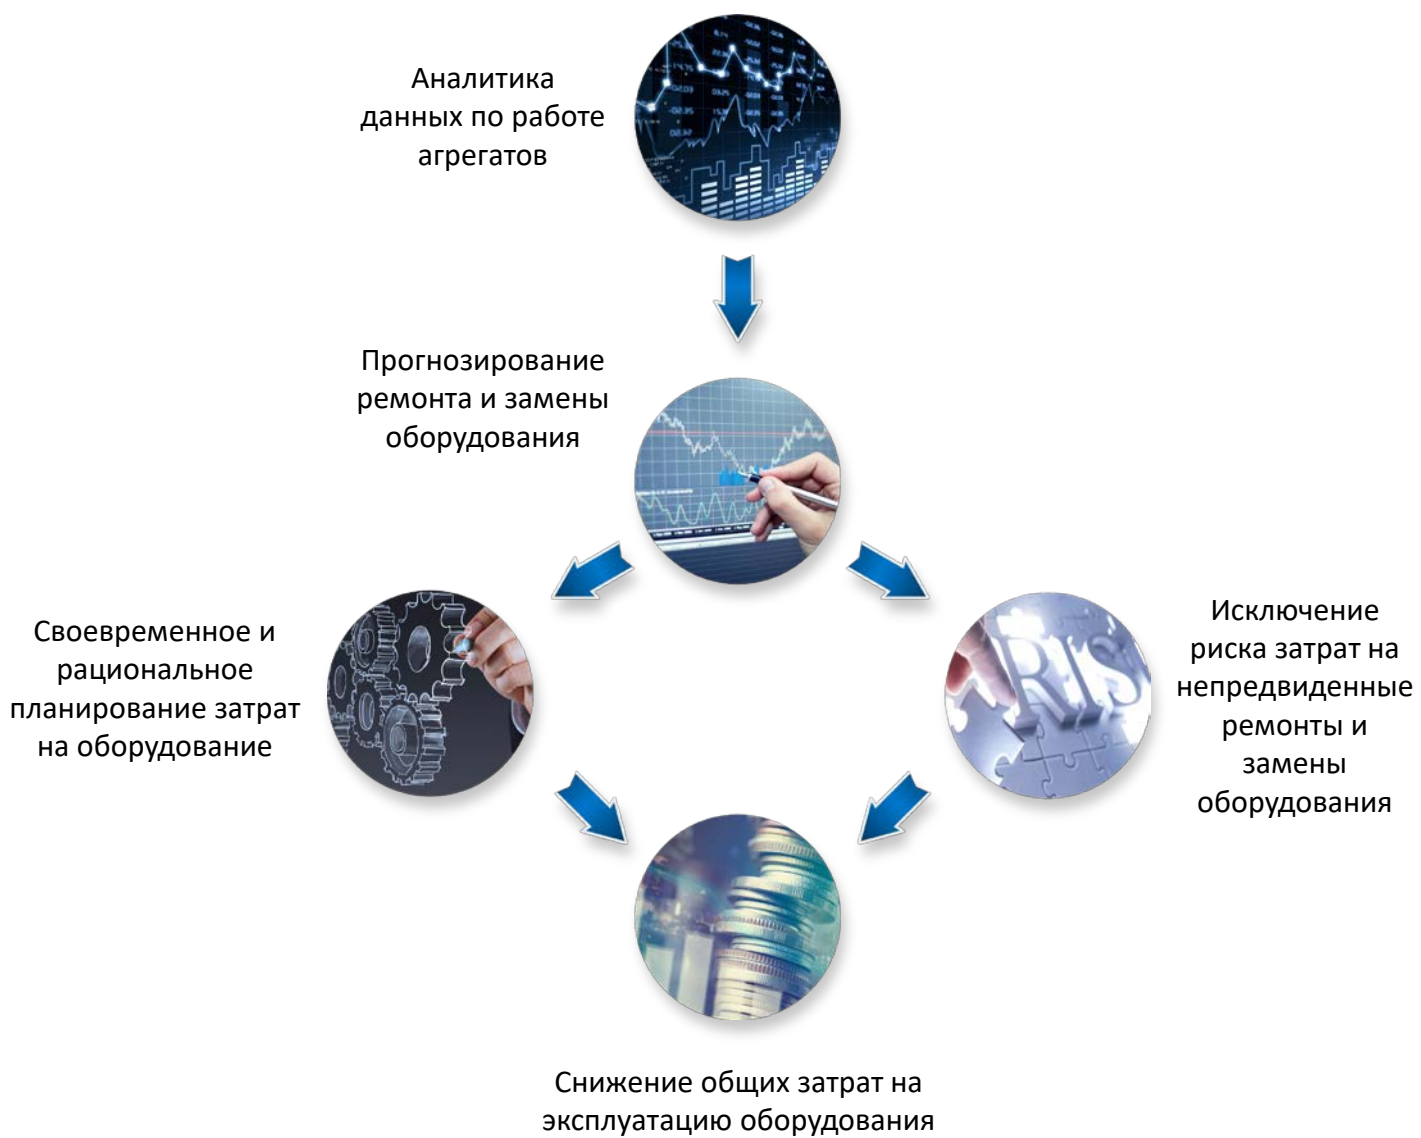 Аналитика
данных по работе
агрегатов
Прогнозирование
ремонта и замены
оборудования
Своевременное и
рациональное
планирование затрат
на оборудование
RIS
Исключение
риска затрат на
непредвиденные
ремонты и
замены
оборудования
Снижение общих затрат на
эксплуатацию оборудования